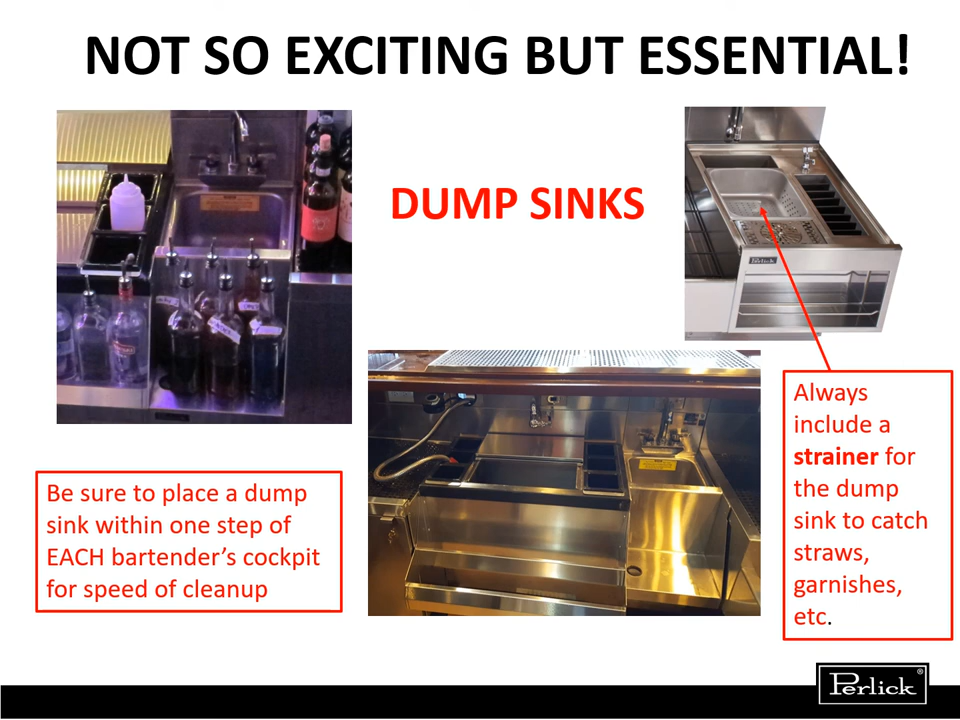 NOT SO EXCITING BUT ESSENTIAL!
DUMP SINKS
Perlick
Be sure to place a dump
sink within one step of
EACH bartender's cockpit
for speed of cleanup
Always
include a
strainer for
the dump
sink to catch
straws,
garnishes,
etc.
Perlick®